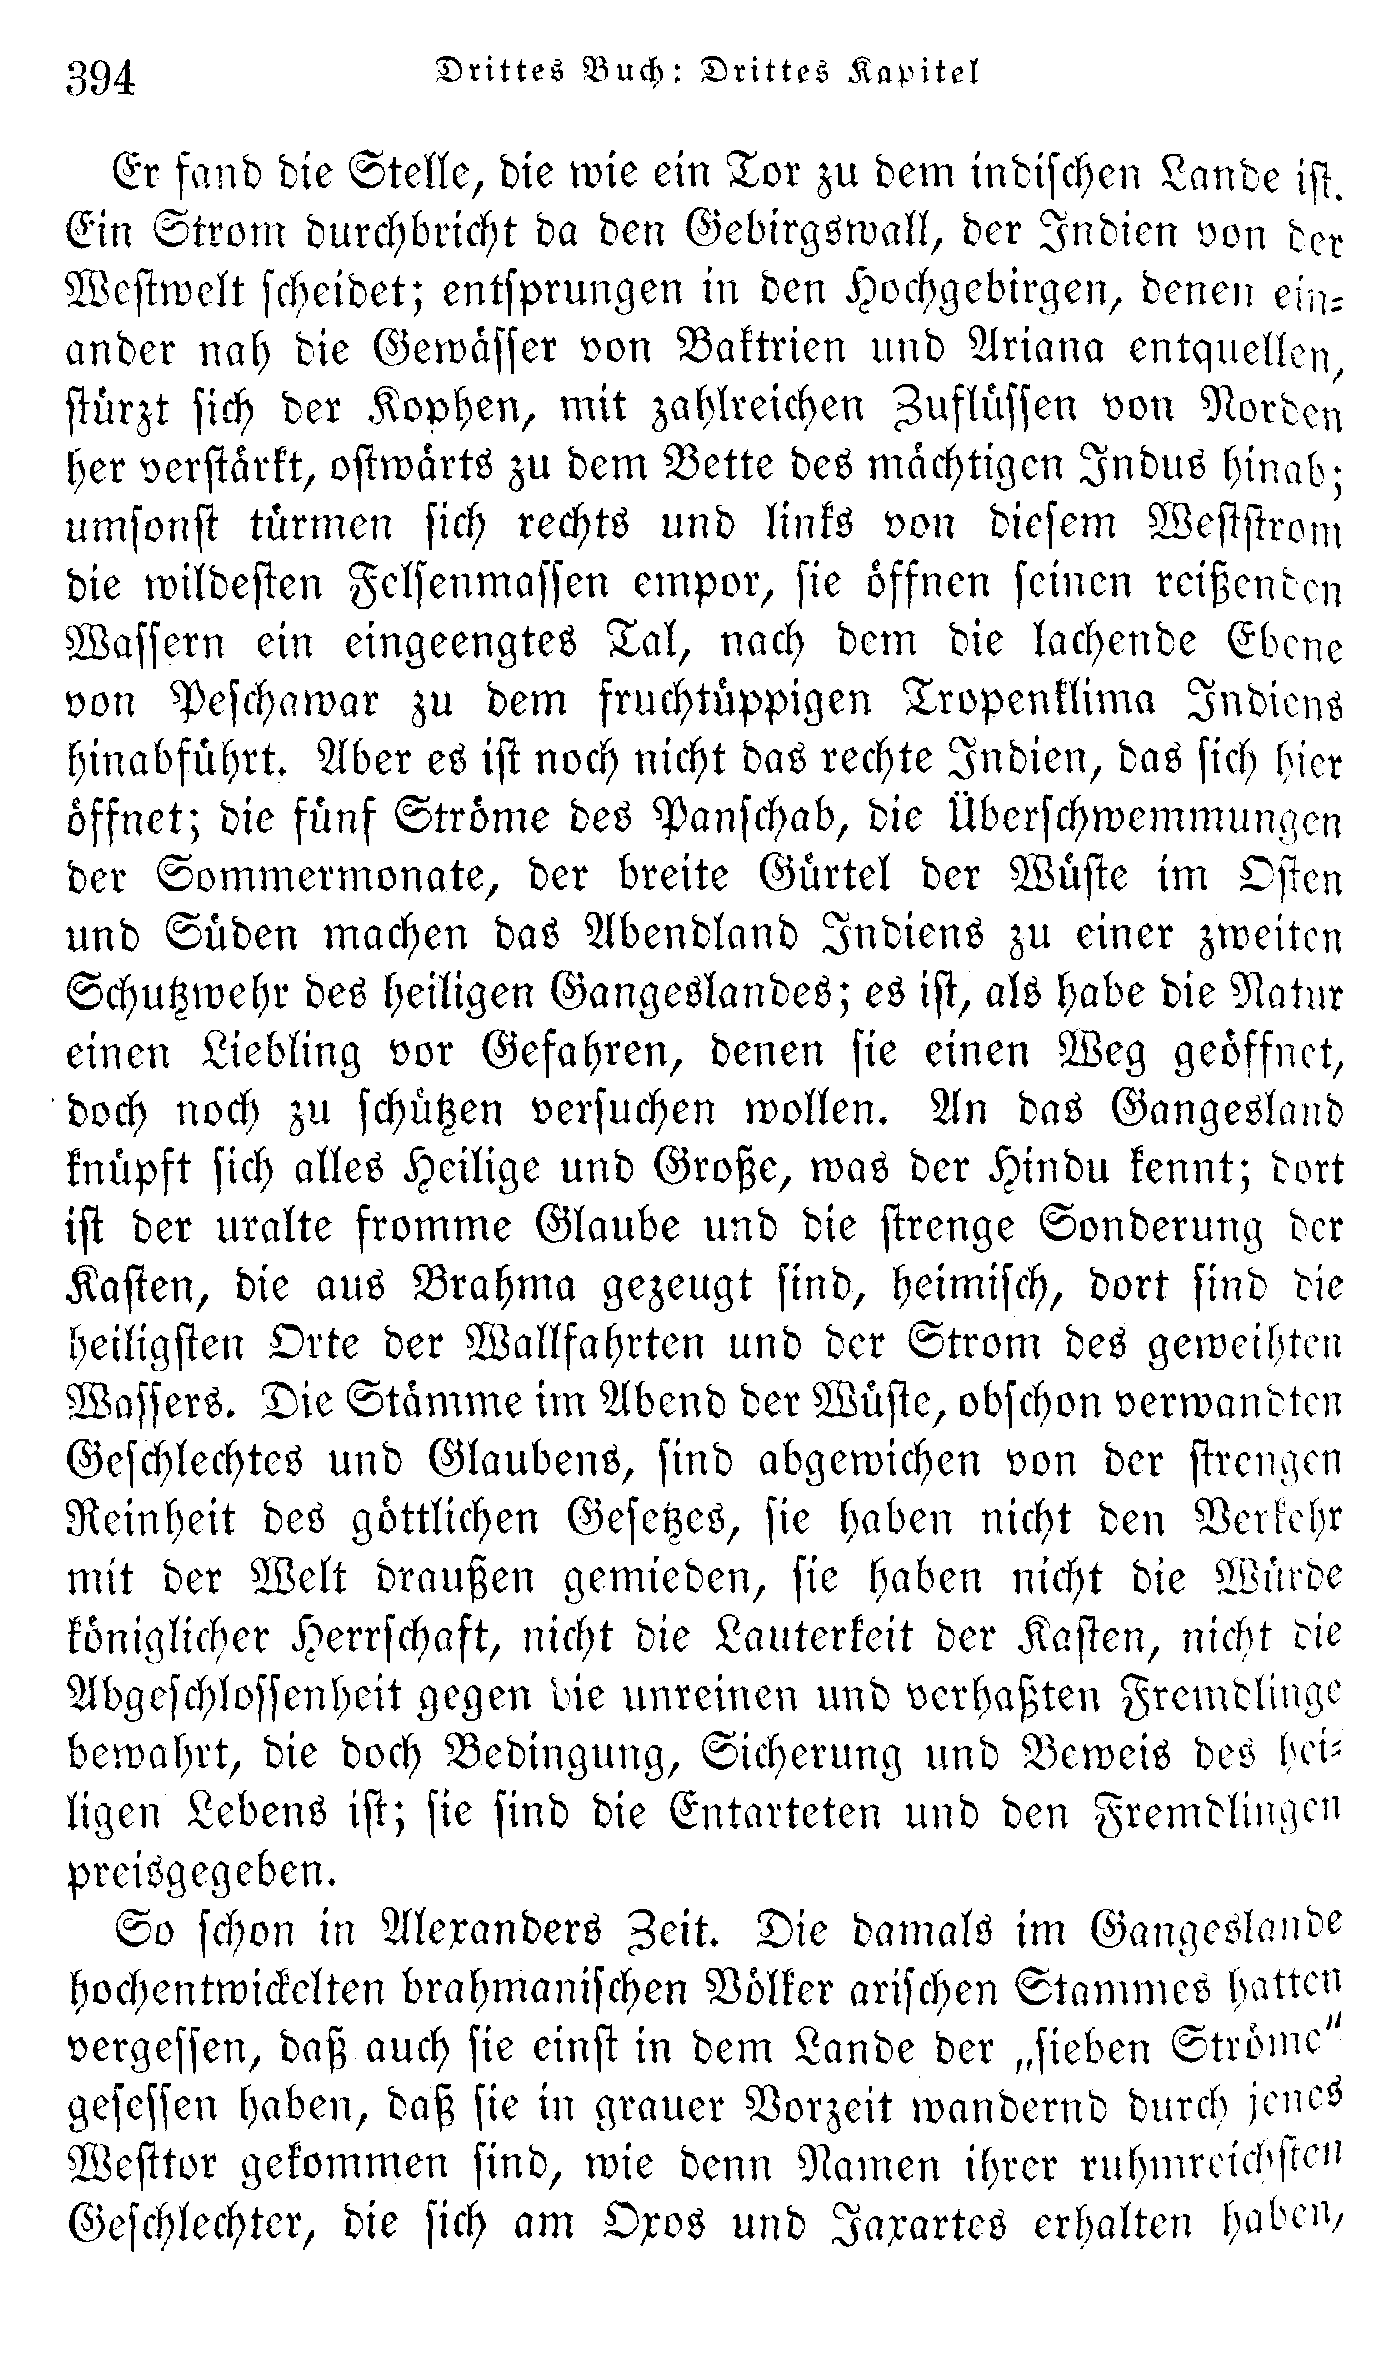 394 Drittes Buch: Drittes Kapitel
Er fand die Stelle, die wie ein Tor zu dem indischen Lande ist.
Ein Strom durchbricht da den Gebirgswall, der Indien von der
Westwelt scheidet; entsprungen in den Hochgebirgen, denen ein-
ander nah die Gewässer von Baktrien und Ariana entquellen,
stürzt sich der Kophen, mit zahlreichen Zuflüssen von Norden
her verstärkt, ostwärts zu dem Bette des mächtigen Indus hinab;
umsonst türmen sich rechts und links von diesem Weststrom
die wildesten Felsenmassen empor, sie öffnen seinen reißenden
Wassern ein eingeengtes Tal, nach dem die lachende Ebene
von Peschawar zu dem fruchtüppigen Tropenklima Indiens
hinabführt. Aber es ist noch nicht das rechte Indien, das sich hier
öffnet; die fünf Ströme des Panschab, die Überschwemmungen
der Sommermonate, der breite Gürtel der Wüste im Osten
und Süden machen das Abendland Indiens zu einer zweiten
Schutzwehr des heiligen Gangeslandes; es ist, als habe die Natur
einen Liebling vor Gefahren, denen sie einen Weg geöffnet,
doch noch zu schützen versuchen wollen. An das Gangesland
knüpft sich alles Heilige und Große, was der Hindu kennt; dort
ist der uralte fromme Glaube und die strenge Sonderung der
Kasten, die aus Brahma gezeugt sind, heimisch, dort sind die
heiligsten Orte der Wallfahrten und der Strom des geweihten
Wassers. Die Stämme im Abend der Wüste, obschon verwandten
Geschlechtes und Glaubens, sind abgewichen von der strengen
Reinheit des göttlichen Gesetzes, sie haben nicht den Verkehr
mit der Welt draußen gemieden, sie haben nicht die Würde
königlicher Herrschaft, nicht die Lauterkeit der Kasten, nicht die
Abgeschlossenheit gegen die unreinen und verhaßten Fremdlinge
bewahrt, die doch Bedingung, Sicherung und Beweis des hei-
ligen Lebens ist; sie sind die Entarteten und den Fremdlingen
preisgegeben.
So schon in Alexanders Zeit. Die damals im Gangeslande
hochentwickelten brahmanischen Völker arischen Stammes hatten
vergessen, daß auch sie einst in dem Lande der „sieben Ströme“
gesessen haben, daß sie in grauer Vorzeit wandernd durch jenes
Westtor gekommen sind, wie denn Namen ihrer ruhmreichsten
Geschlechter, die sich am Oxos und Jaxartes erhalten haben,